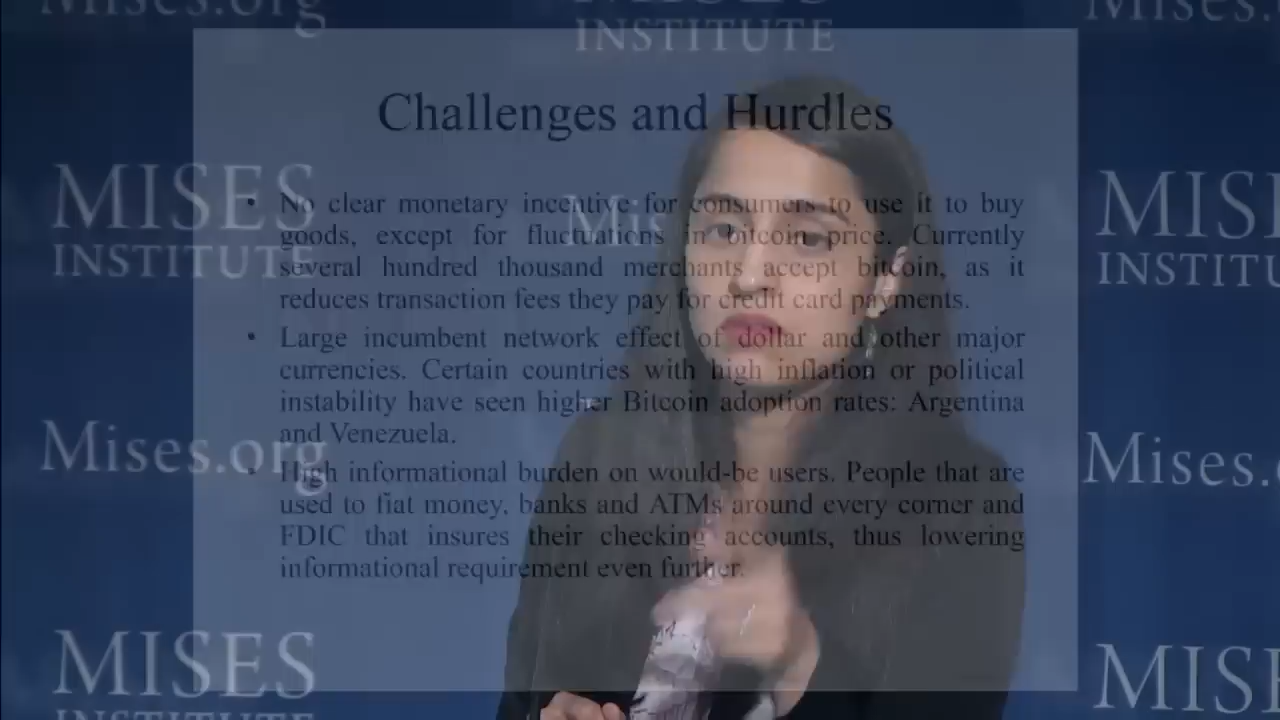 Mises.org
Mises.
INSTITUTE
Challenges and Hurdles
MISES
INSTITUTE
Mis
MIS
INSTITU
• No clear monetary incentive for consumers to use it to buy
goods, except for fluctuations in bitcoin price. Currently
several hundred thousand merchants accept bitcoin, as it
reduces transaction fees they pay for credit card payments.
• Large incumbent network effect of dollar and other major
currencies. Certain countries with high inflation or political
instability have seen higher Bitcoin adoption rates: Argentina
and Venezuela.
• High informational burden on would-be users. People that are
used to fiat money, banks and ATMs around every corner and
FDIC that insures their checking accounts, thus lowering
informational requirement even further.
Mises.org
Mises.
MISES
INSTITUTE
MIS